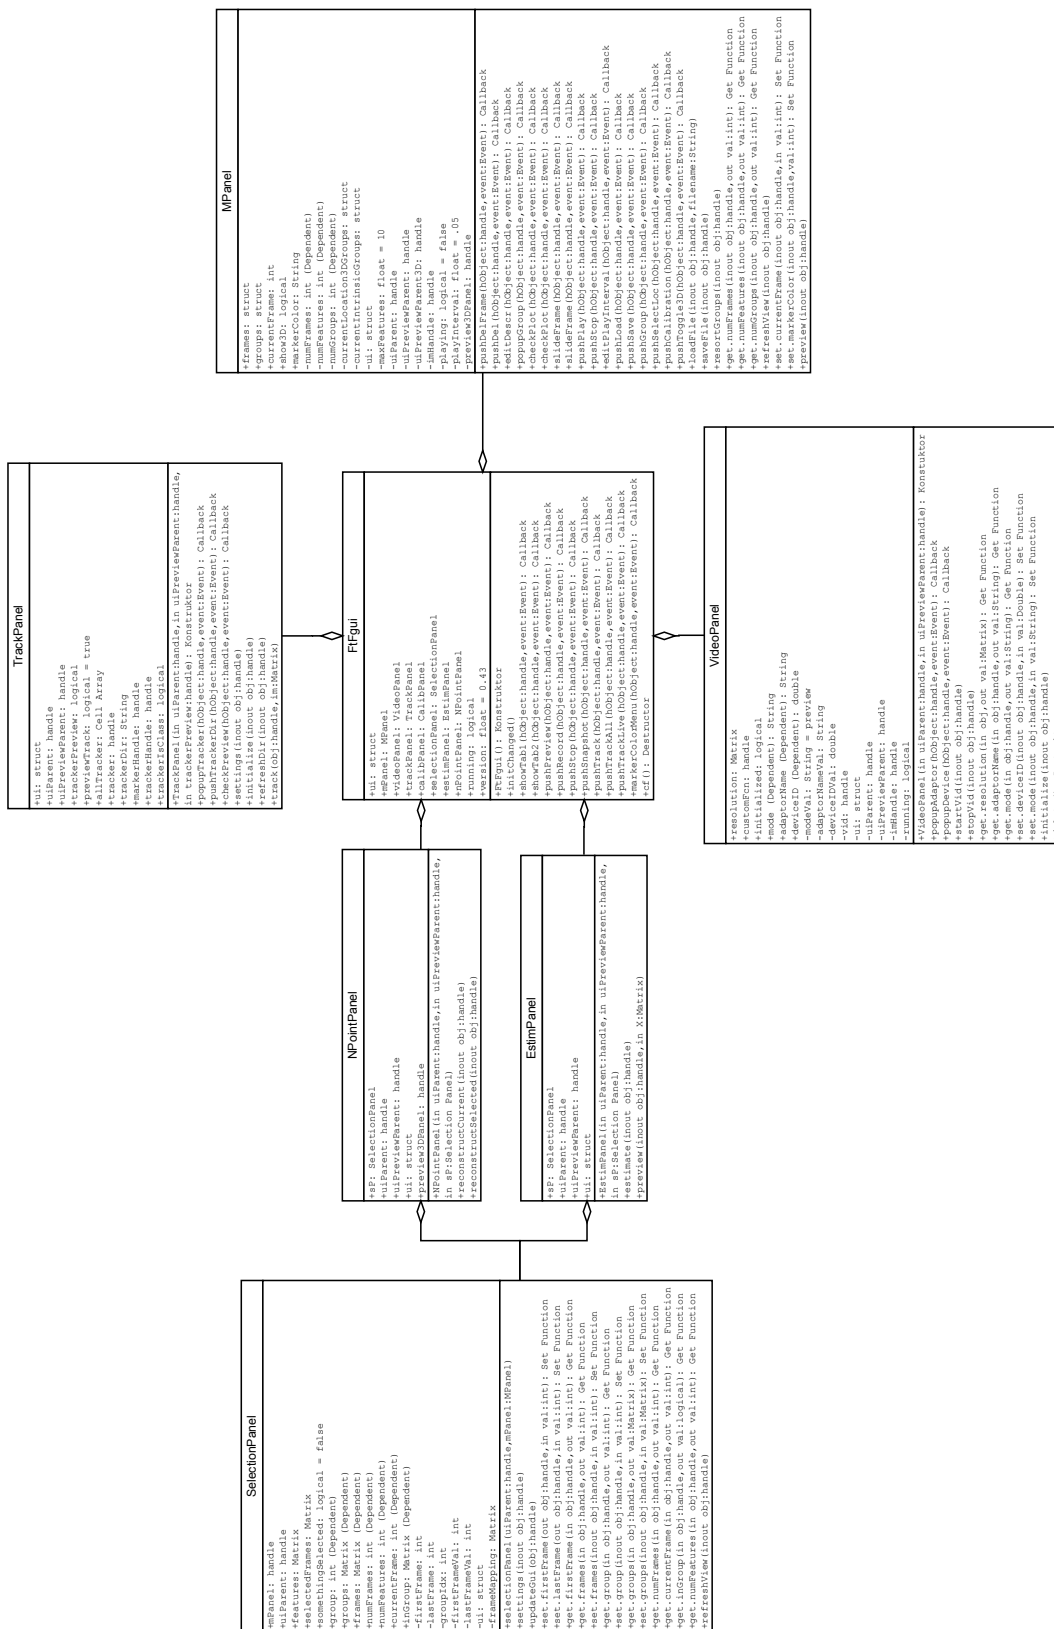 MPanel
+frames: struct
+groups: struct
+currentFrame: int
+show3D: logical
+markerColor: String
-numFrames: int (Dependent)
-numFeatures: int (Dependent)
-numGroups: int (Dependent)
-currentLocation3DGroups: struct
-currentIntrinsicGroups: struct
-ui: struct
-maxFeatures: float = 10
-uiParent: handle
-uiPreviewParent: handle
-uiPreviewParent3D: handle
-imHandle: handle
-playing: logical = false
-playInterval: float = .05
-preview3DPanel: handle
+pushDelFrame(hObject:handle,event:Event): Callback
+pushDel(hObject:handle,event:Event): Callback
+editDescr(hObject:handle,event:Event): Callback
+popupGroup(hObject:handle,event:Event): Callback
+checkPlot(hObject:handle,event:Event): Callback
+checkPlot(hObject:handle,event:Event): Callback
+slideFrame(hObject:handle,event:Event): Callback
+slideFrame(hObject:handle,event:Event): Callback
+pushPlay(hObject:handle,event:Event): Callback
+pushStop(hObject:handle,event:Event): Callback
+editPlayInterval(hObject:handle,event:Event): Callback
+pushLoad(hObject:handle,event:Event): Callback
+pushSave(hObject:handle,event:Event): Callback
+pushGroup(hObject:handle,event:Event): Callback
+pushSelectLoc(hObject:handle,event:Event): Callback
+pushCalibration(hObject:handle,event:Event): Callback
+pushToggle3D(hObject:handle,event:Event): Callback
+loadFile(inout obj:handle,filename:String)
+saveFile(inout obj:handle)
+resortGroups(inout obj:handle)
+get.numFrames(inout obj:handle,out val:int): Get Function
+get.numFeatures(inout obj:handle,out val:int): Get Function
+get.numGroups(inout obj:handle,out val:int): Get Function
+refreshView(inout obj:handle)
+set.currentFrame(inout obj:handle,in val:int): Set Function
+set.markerColor(inout obj:handle,val:int): Set Function
+preview(inout obj:handle)
TrackPanel
+ui: struct
+uiParent: handle
+uiPreviewParent: handle
+trackerPreview: logical
+previewTrack: logical = true
+allTracker: Cell Array
+tracker: handle
+trackerDir: String
+markerHandle: handle
+trackerHandle: handle
+trackerIsClass: logical
+TrackPanel(in uiParent:handle,in uiPreviewParent:handle,
in trackerPreview:handle): Konstruktor
+popupTracker(hObject:handle,event:Event): Callback
+pushTrackerDir(hObject:handle,event:Event): Callback
+checkPreview(hObject:handle,event:Event): Callback
+settings(inout obj:handle)
+initialize(inout obj:handle)
+refreshDir(inout obj:handle)
+track(obj:handle,im:Matrix)
FtFgui
+ui: struct
+mPanel: MPanel
+videoPanel: VideoPanel
+trackPanel: TrackPanel
+calibPanel: CalibPanel
+selectionPanel: SelectionPanel
+estimPanel: EstimPanel
+nPointPanel: NPointPanel
+running: logical
+version: float = 0.43
+FtFgui(): Konstruktor
+initChanged()
+showTab1(hObject:handle,event:Event): Callback
+showTab2(hObject:handle,event:Event): Callback
+pushPreview(hObject:handle,event:Event): Callback
+pushRecord(hObject:handle,event:Event): Callback
+pushStop(hObject:handle,event:Event): Callback
+pushSnapshot(hObject:handle,event:Event): Callback
+pushTrack(hObject:handle,event:Event): Callback
+pushTrackAll(hObject:handle,event:Event): Callback
+pushTrackLive(hObject:handle,event:Event): Callback
+markerColorMenu(hObject:handle,event:Event): Callback
+cf(): Destructor
VideoPanel
+resolution: Matrix
+customFcn: handle
+initialized: logical
+mode (Dependent): String
+adaptorName (Dependent): String
+deviceID (Dependent): double
-modeVal: String = preview
-adaptorNameVal: String
-deviceIDVal: double
-vid: handle
-ui: struct
-uiParent: handle
-uiPreviewParent: handle
-imHandle: handle
-running: logical
+VideoPanel(in uiParent:handle,in uiPreviewParent:handle): Konstuktor
+popupAdaptor(hObject:handle,event:Event): Callback
+popupDevice(hObject:handle,event:Event): Callback
+startVid(inout obj:handle)
+stopVid(inout obj:handle)
+get.resolution(in obj,out val:Matrix): Get Function
+get.adaptorName(in obj:handle,out val:String): Get Function
+get.mode(in obj:handle,out val:String): Get Function
+set.deviceID(inout obj:handle,in val:Double): Set Function
+set.mode(inout obj:handle,in val:String): Set Function
+initialize(inout obj:handle)
NPointPanel
+sP: SelectionPanel
+uiParent: handle
+uiPreviewParent: handle
+ui: struct
+preview3DPanel: handle
+NPointPanel(in uiParent:handle,in uiPreviewParent:handle,
in sP:Selection Panel)
+reconstructCurrent(inout obj:handle)
+reconstructSelected(inout obj:handle)
EstimPanel
+sP: SelectionPanel
+uiParent: handle
+uiPreviewParent: handle
+ui: struct
+EstimPanel(in uiParent:handle,in uiPreviewParent:handle,
in sP:Selection Panel)
+estimate(inout obj:handle)
+preview(inout obj:handle,in X:Matrix)
SelectionPanel
+mPanel: handle
+uiParent: handle
+features: Matrix
+selectedFrames: Matrix
+somethingSelected: logical = false
+group: int (Dependent)
+groups: Matrix (Dependent)
+frames: Matrix (Dependent)
+numFrames: int (Dependent)
+numFeatures: int (Dependent)
+currentFrame: int (Dependent)
+inGroup: Matrix (Dependent)
-firstFrame: int
-lastFrame: int
-groupIdx: int
-firstFrameVal: int
-lastFrameVal: int
-ui: struct
-frameMapping: Matrix
+selectionPanel(uiParent:handle,mPanel:MPanel)
+settings(inout obj:handle)
+updateGui(obj:handle)
+set.firstFrame(out obj:handle,in val:int): Set Function
+set.lastFrame(out obj:handle,in val:int): Set Function
+get.firstFrame(in obj:handle,out val:int): Get Function
+get.frames(in obj:handle,out val:int): Get Function
+set.frames(inout obj:handle,in val:int): Set Function
+get.group(in obj:handle,out val:int): Get Function
+set.group(inout obj:handle,in val:int): Set Function
+get.groups(in obj:handle,out val:Matrix): Get Function
+set.groups(inout obj:handle,in val:Matrix): Set Function
+get.numFrames(in obj:handle,out val:int): Get Function
+get.currentFrame(in obj:handle,out val:int): Get Function
+get.inGroup(in obj:handle,out val:logical): Get Function
+get.numFeatures(in obj:handle,out val:int): Get Function
+refreshView(inout obj:handle)